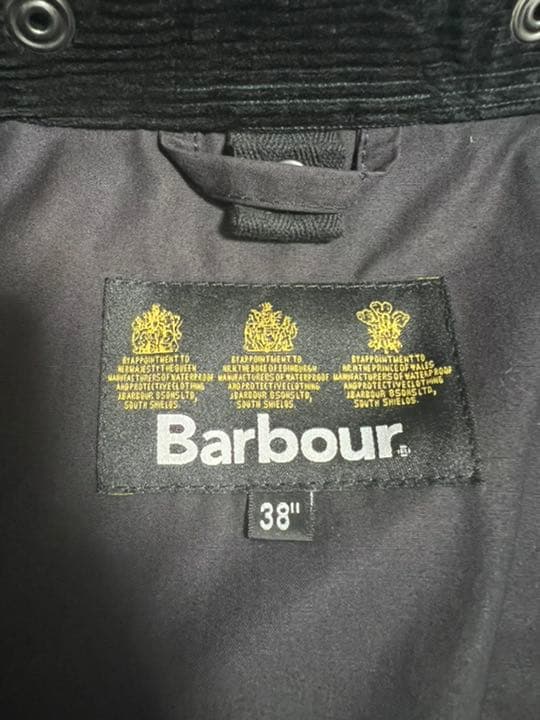 BY APPOINTMENT TO
HER MAJESTY THE QUEEN
MANUFACTURERS OF WATERPROOF
AND PROTECTIVE CLOTHING
J.BARBOUR & SONS LTD,
SOUTH SHIELDS.
BY APPOINTMENT TO
H.R.H. THE DUKE OF EDINBURGH
MANUFACTURERS OF WATERPROOF
AND PROTECTIVE CLOTHING
J.BARBOUR & SONS LTD,
SOUTH SHIELDS.
BY APPOINTMENT TO
H.R.H. THE PRINCE OF WALES
MANUFACTURERS OF WATERPROOF
AND PROTECTIVE CLOTHING
J.BARBOUR & SONS LTD,
SOUTH SHIELDS.
Barbour®
38"